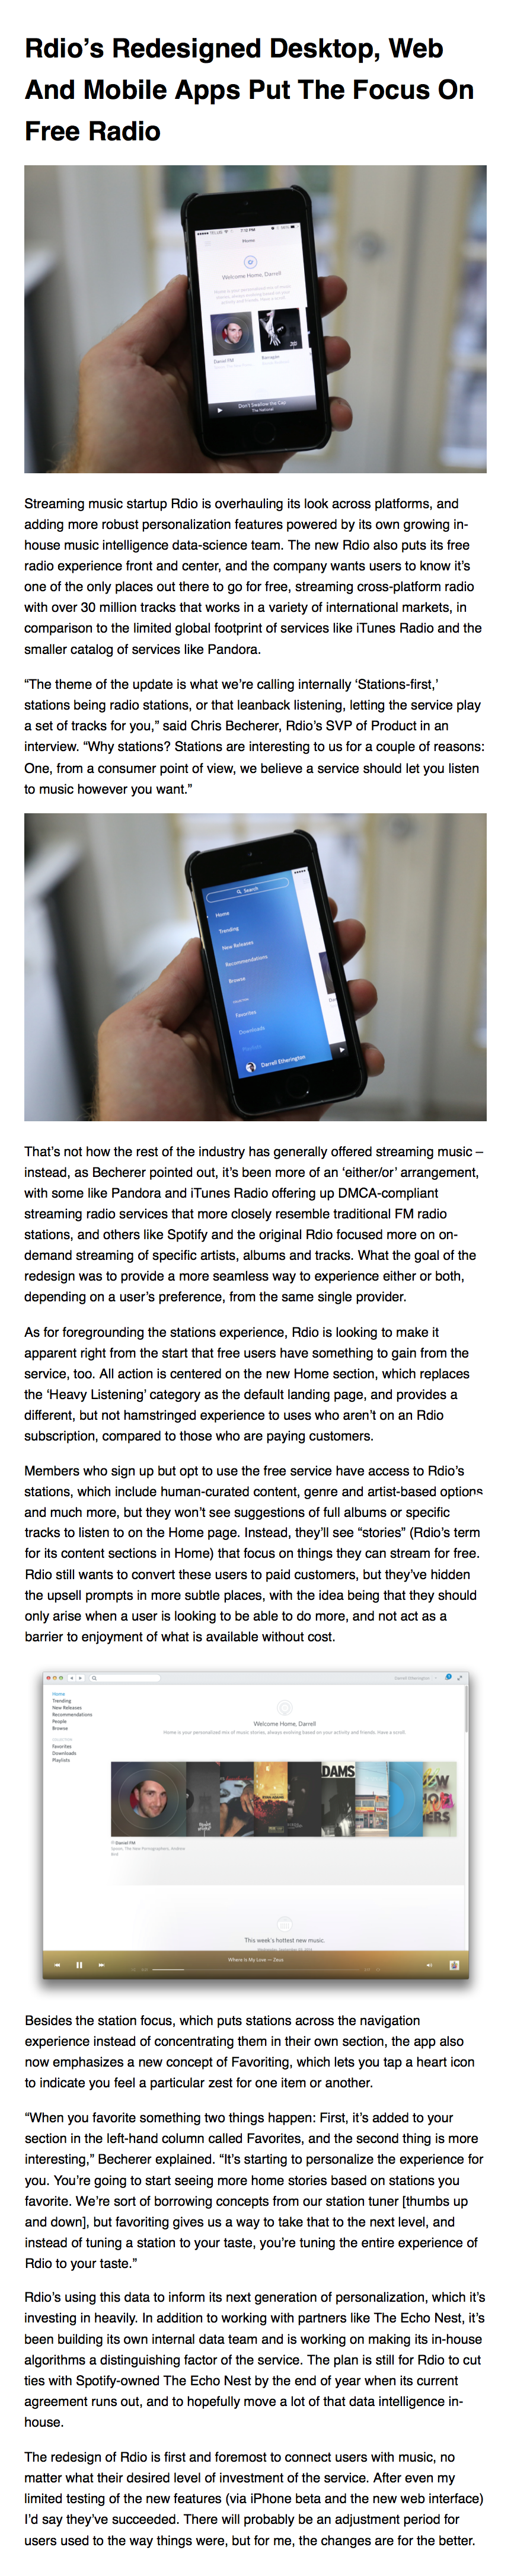 Rdio’s Redesigned Desktop, Web
And Mobile Apps Put The Focus On
Free Radio
7:12 PM
Home
Welcome Home, Darrell
Daniel FM
Don't Swallow the Cap
The National
Streaming music startup Rdio is overhauling its look across platforms, and
adding more robust personalization features powered by its own growing in-
house music intelligence data-science team. The new Rdio also puts its free
radio experience front and center, and the company wants users to know it’s
one of the only places out there to go for free, streaming cross-platform radio
with over 30 million tracks that works in a variety of international markets, in
comparison to the limited global footprint of services like iTunes Radio and the
smaller catalog of services like Pandora.
“The theme of the update is what we’re calling internally ‘Stations-first,’
stations being radio stations, or that leanback listening, letting the service play
a set of tracks for you,” said Chris Becherer, Rdio’s SVP of Product in an
interview. “Why stations? Stations are interesting to us for a couple of reasons:
One, from a consumer point of view, we believe a service should let you listen
to music however you want.”
Search
Home
Trending
New Releases
Recommendations
Browse
Favorites
Downloads
Playlists
Darrell Etherington
That’s not how the rest of the industry has generally offered streaming music –
instead, as Becherer pointed out, it’s been more of an ‘either/or’ arrangement,
with some like Pandora and iTunes Radio offering up DMCA-compliant
streaming radio services that more closely resemble traditional FM radio
stations, and others like Spotify and the original Rdio focused more on on-
demand streaming of specific artists, albums and tracks. What the goal of the
redesign was to provide a more seamless way to experience either or both,
depending on a user’s preference, from the same single provider.
As for foregrounding the stations experience, Rdio is looking to make it
apparent right from the start that free users have something to gain from the
service, too. All action is centered on the new Home section, which replaces
the ‘Heavy Listening’ category as the default landing page, and provides a
different, but not hamstringed experience to uses who aren’t on an Rdio
subscription, compared to those who are paying customers.
Members who sign up but opt to use the free service have access to Rdio’s
stations, which include human-curated content, genre and artist-based options
and much more, but they won’t see suggestions of full albums or specific
tracks to listen to on the Home page. Instead, they’ll see “stories” (Rdio’s term
for its content sections in Home) that focus on things they can stream for free.
Rdio still wants to convert these users to paid customers, but they’ve hidden
the upsell prompts in more subtle places, with the idea being that they should
only arise when a user is looking to be able to do more, and not act as a
barrier to enjoyment of what is available without cost.
Darrell Etherington
Home
Trending
New Releases
Recommendations
People
Browse
Favorites
Downloads
Playlists
Welcome Home, Darrell
Home is your personalized mix of music stories, always evolving based on your activity and friends. Have a scroll.
DAMS
Daniel FM
This week's hottest new music.
Where Is My Love — Zeus
Besides the station focus, which puts stations across the navigation
experience instead of concentrating them in their own section, the app also
now emphasizes a new concept of Favoriting, which lets you tap a heart icon
to indicate you feel a particular zest for one item or another.
“When you favorite something two things happen: First, it’s added to your
section in the left-hand column called Favorites, and the second thing is more
interesting,” Becherer explained. “It’s starting to personalize the experience for
you. You’re going to start seeing more home stories based on stations you
favorite. We’re sort of borrowing concepts from our station tuner [thumbs up
and down], but favoriting gives us a way to take that to the next level, and
instead of tuning a station to your taste, you’re tuning the entire experience of
Rdio to your taste.”
Rdio’s using this data to inform its next generation of personalization, which it’s
investing in heavily. In addition to working with partners like The Echo Nest, it’s
been building its own internal data team and is working on making its in-house
algorithms a distinguishing factor of the service. The plan is still for Rdio to cut
ties with Spotify-owned The Echo Nest by the end of year when its current
agreement runs out, and to hopefully move a lot of that data intelligence in-
house.
The redesign of Rdio is first and foremost to connect users with music, no
matter what their desired level of investment of the service. After even my
limited testing of the new features (via iPhone beta and the new web interface)
I’d say they’ve succeeded. There will probably be an adjustment period for
users used to the way things were, but for me, the changes are for the better.